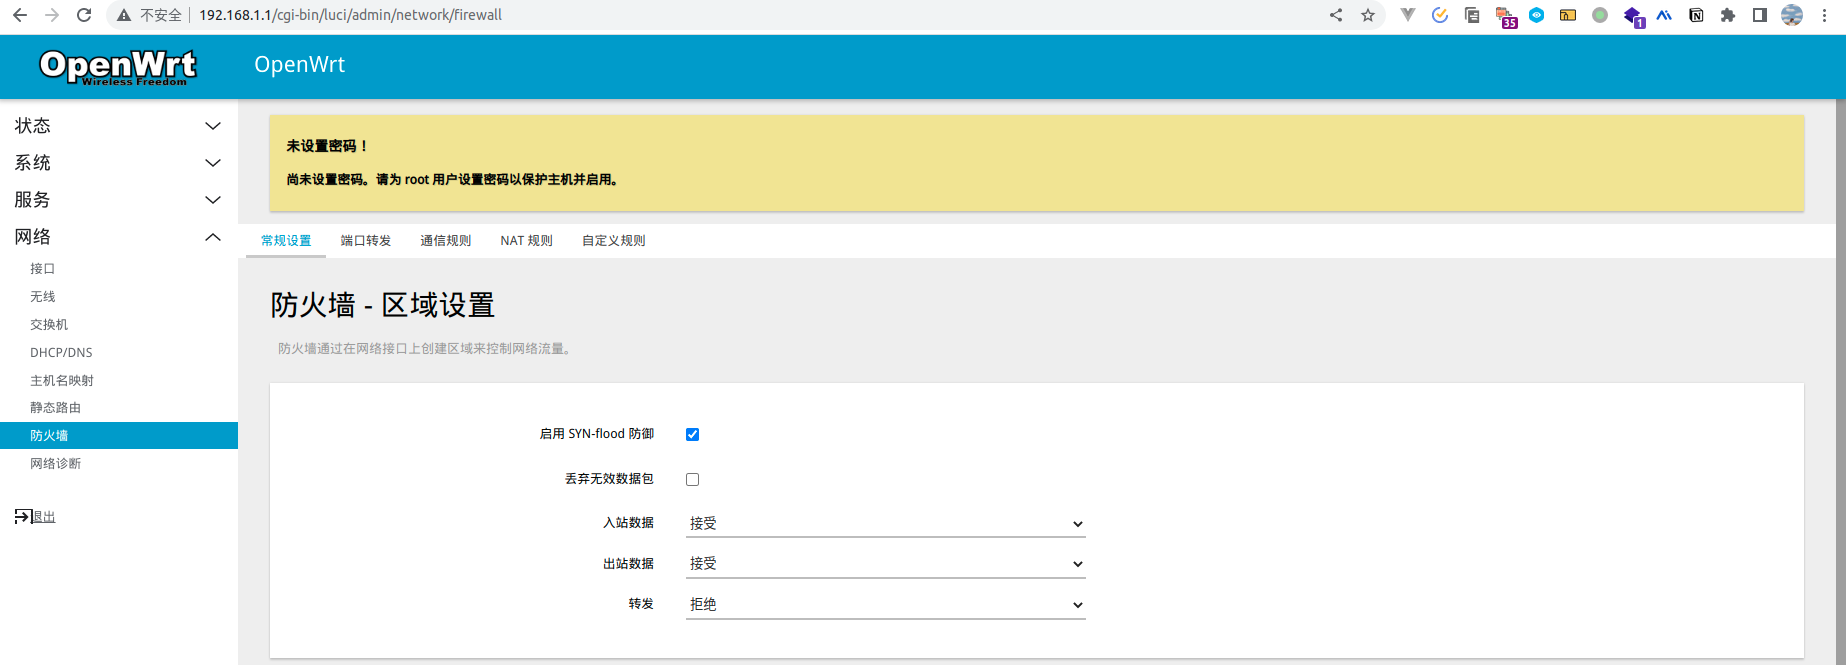 不安全 192.168.1.1/cgi-bin/luci/admin/network/firewall
35
1
OpenWrt
Wireless Freedom
OpenWrt
状态
系统
服务
网络
接口
无线
交换机
DHCP/DNS
主机名映射
静态路由
防火墙
网络诊断
退出
未设置密码！
尚未设置密码。请为 root 用户设置密码以保护主机并启用。
常规设置 端口转发 通信规则 NAT 规则 自定义规则
防火墙 - 区域设置
防火墙通过在网络接口上创建区域来控制网络流量。
启用 SYN-flood 防御
丢弃无效数据包
入站数据 接受
出站数据 接受
转发 拒绝